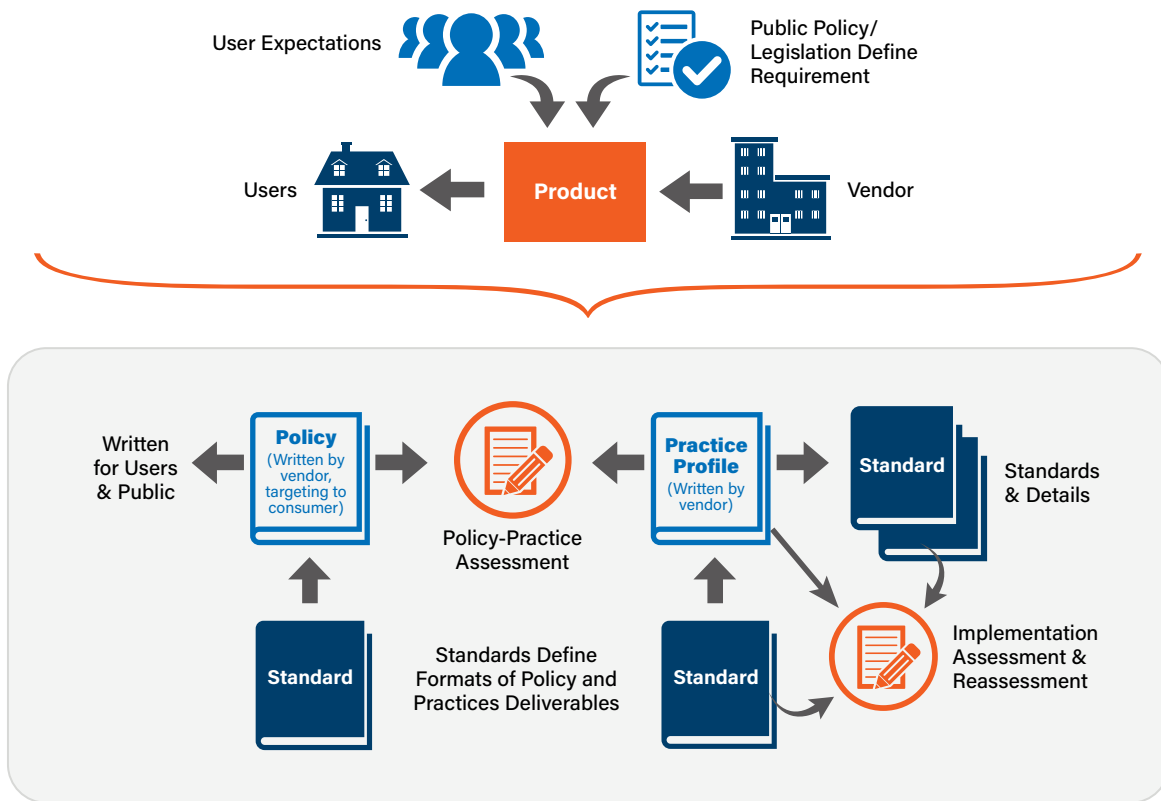 User Expectations
Public Policy/
Legislation Define
Requirement
Users
Product
Vendor
Written
for Users
& Public
Policy
(Written by
vendor,
targeting to
consumer)
Policy-Practice
Assessment
Practice
Profile
(Written by
vendor)
Standard
Standards
& Details
Standard
Standards Define
Formats of Policy and
Practices Deliverables
Standard
Implementation
Assessment &
Reassessment